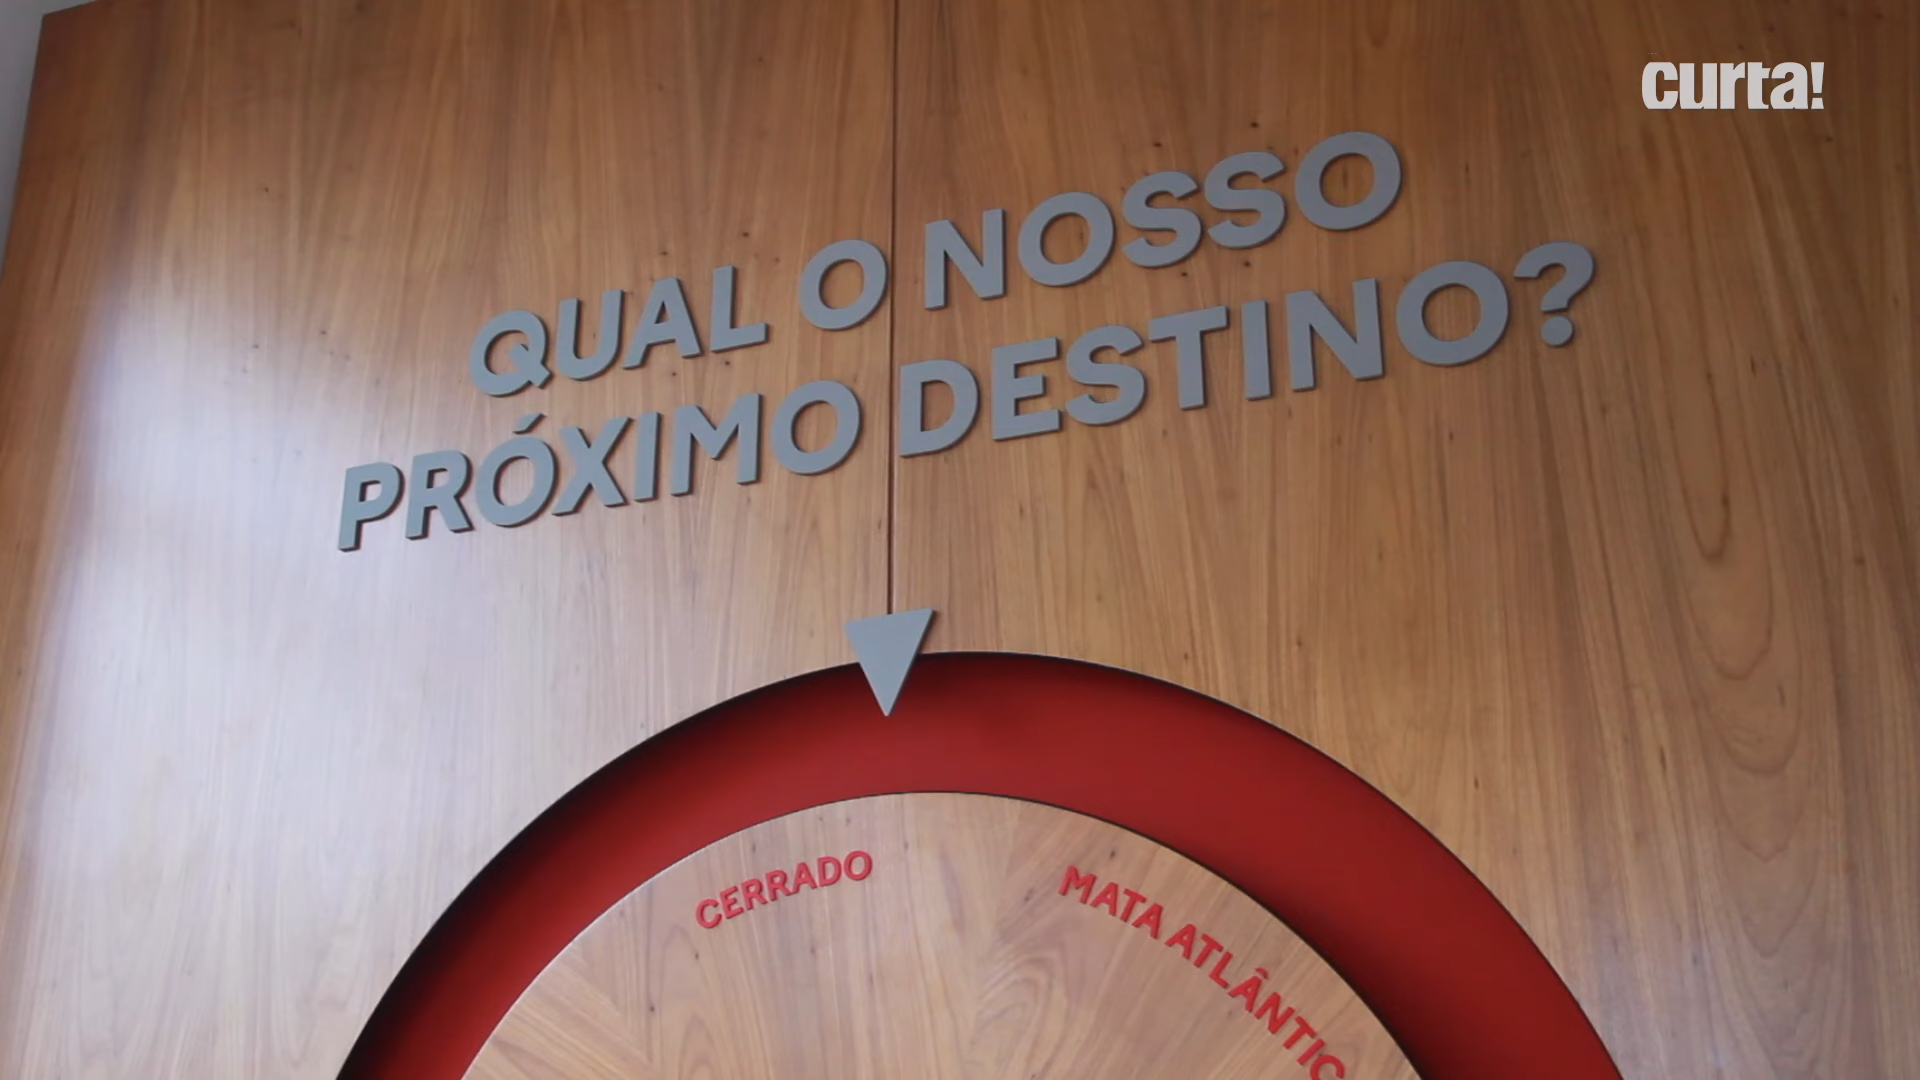 curta!
QUAL O NOSSO
PRÓXIMO DESTINO?
CERRADO
MATA ATLÂNTIC